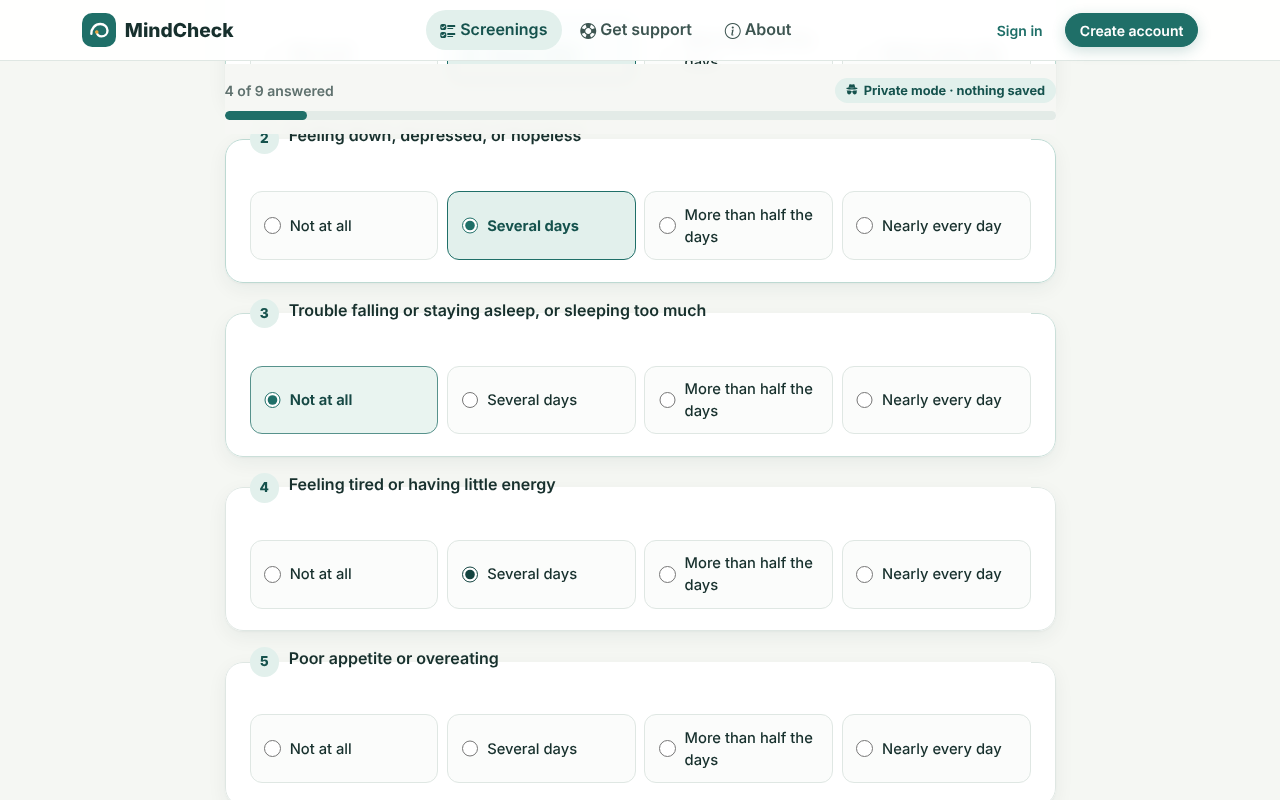 MindCheck
Screenings
Get support
About
Sign in
Create account
days
4 of 9 answered
Private mode · nothing saved
2
Feeling down, depressed, or hopeless
Not at all
Several days
More than half the
days
Nearly every day
3
Trouble falling or staying asleep, or sleeping too much
Not at all
Several days
More than half the
days
Nearly every day
4
Feeling tired or having little energy
Not at all
Several days
More than half the
days
Nearly every day
5
Poor appetite or overeating
Not at all
Several days
More than half the
days
Nearly every day